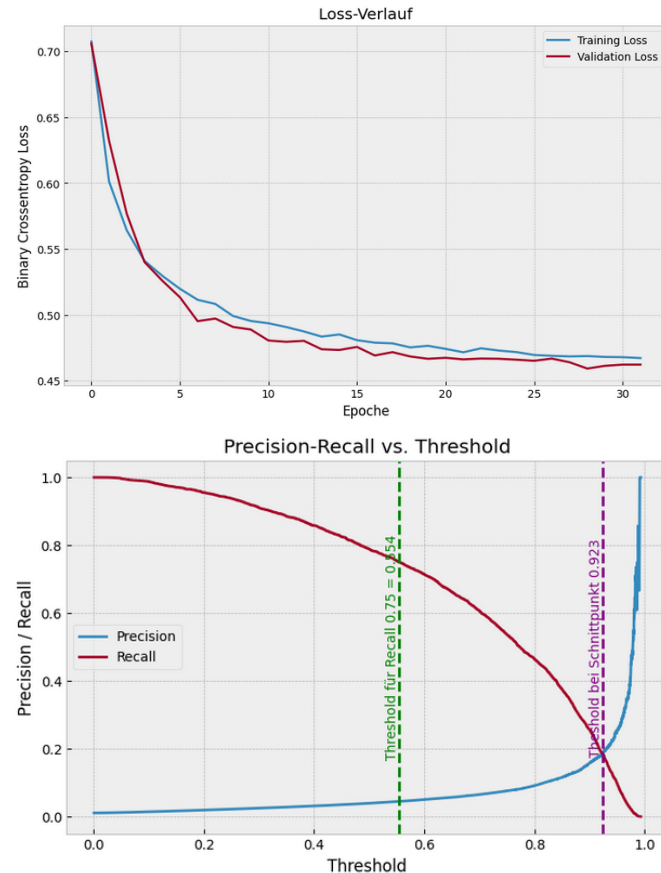 Loss-Verlauf
Training Loss
Validation Loss
Binary Crossentropy Loss
0.70
0.65
0.60
0.55
0.50
0.45
0 5 10 15 20 25 30
Epoche
Precision-Recall vs. Threshold
Precision / Recall
1.0
0.8
0.6
0.4
0.2
0.0
Precision
Recall
Threshold für Recall 0.75 = 0.554
Theshold bei Schnittpunkt 0.923
0.0 0.2 0.4 0.6 0.8 1.0
Threshold